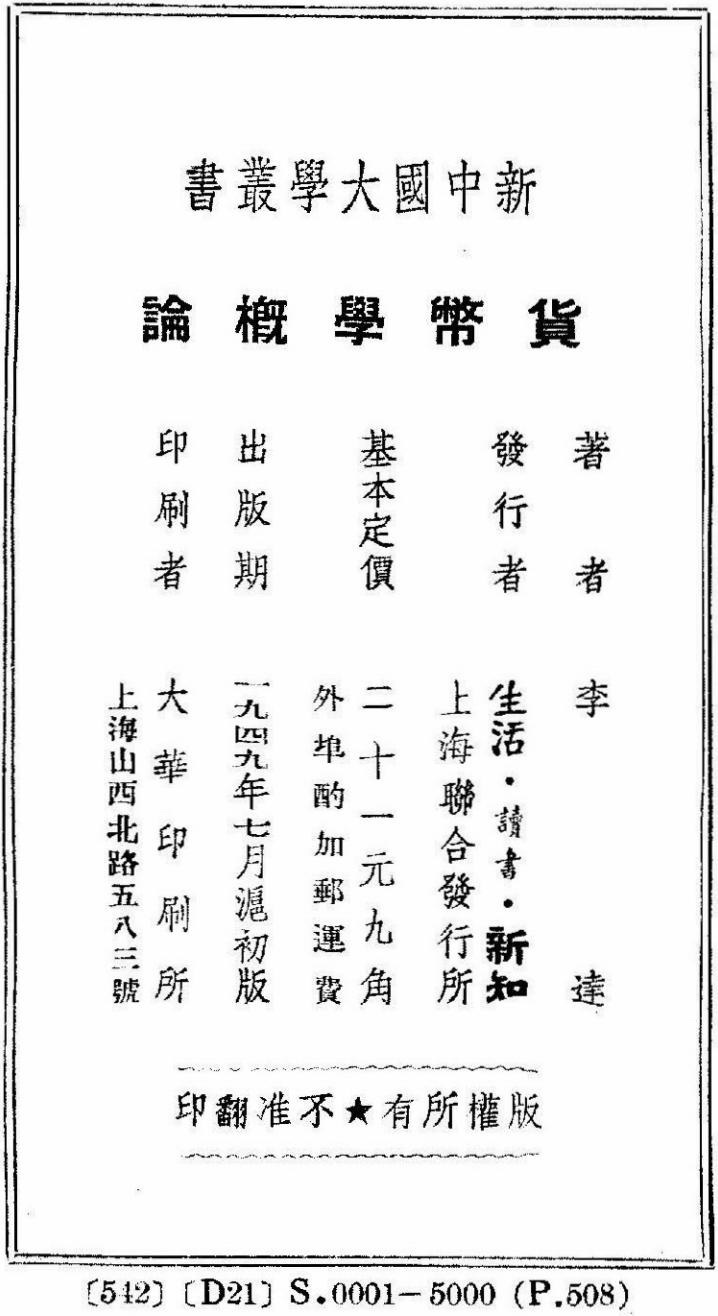 新中國大學叢書
貨幣學概論
著者 李達
發行者 生活・讀書・新知
上海聯合發行所
基本定價 二十一元九角
外埠酌加郵運費
出版期 一九四九年七月滬初版
印刷者 大華印刷所
上海山西北路五八三號
版權所有★不准翻印
〔542〕〔D21〕S.0001-5000 (P.508)